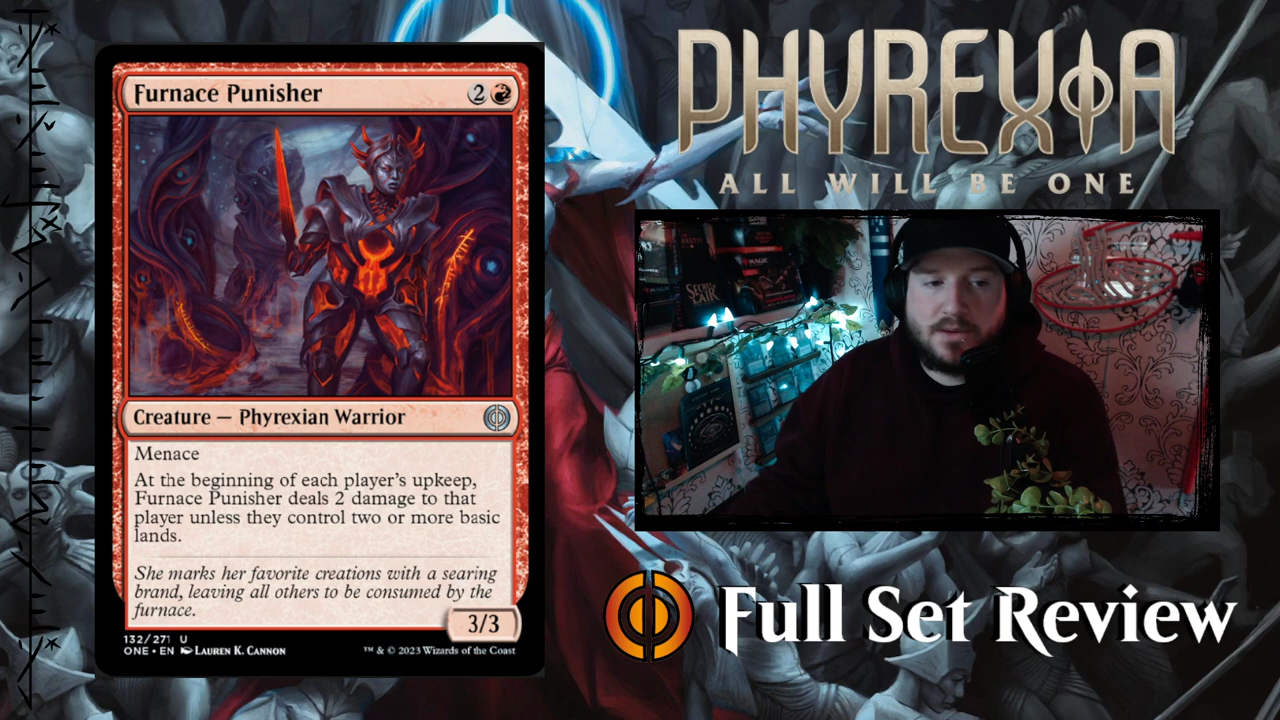 Furnace Punisher 2
Creature — Phyrexian Warrior
Menace
At the beginning of each player's upkeep,
Furnace Punisher deals 2 damage to that
player unless they control two or more basic
lands.
She marks her favorite creations with a searing
brand, leaving all others to be consumed by the
furnace.
3/3
132/271 U
ONE • EN LAUREN K. CANNON
™ & © 2023 Wizards of the Coast
PHYREXIA
ALL WILL BE ONE
SECRET
LAIR
Full Set Review